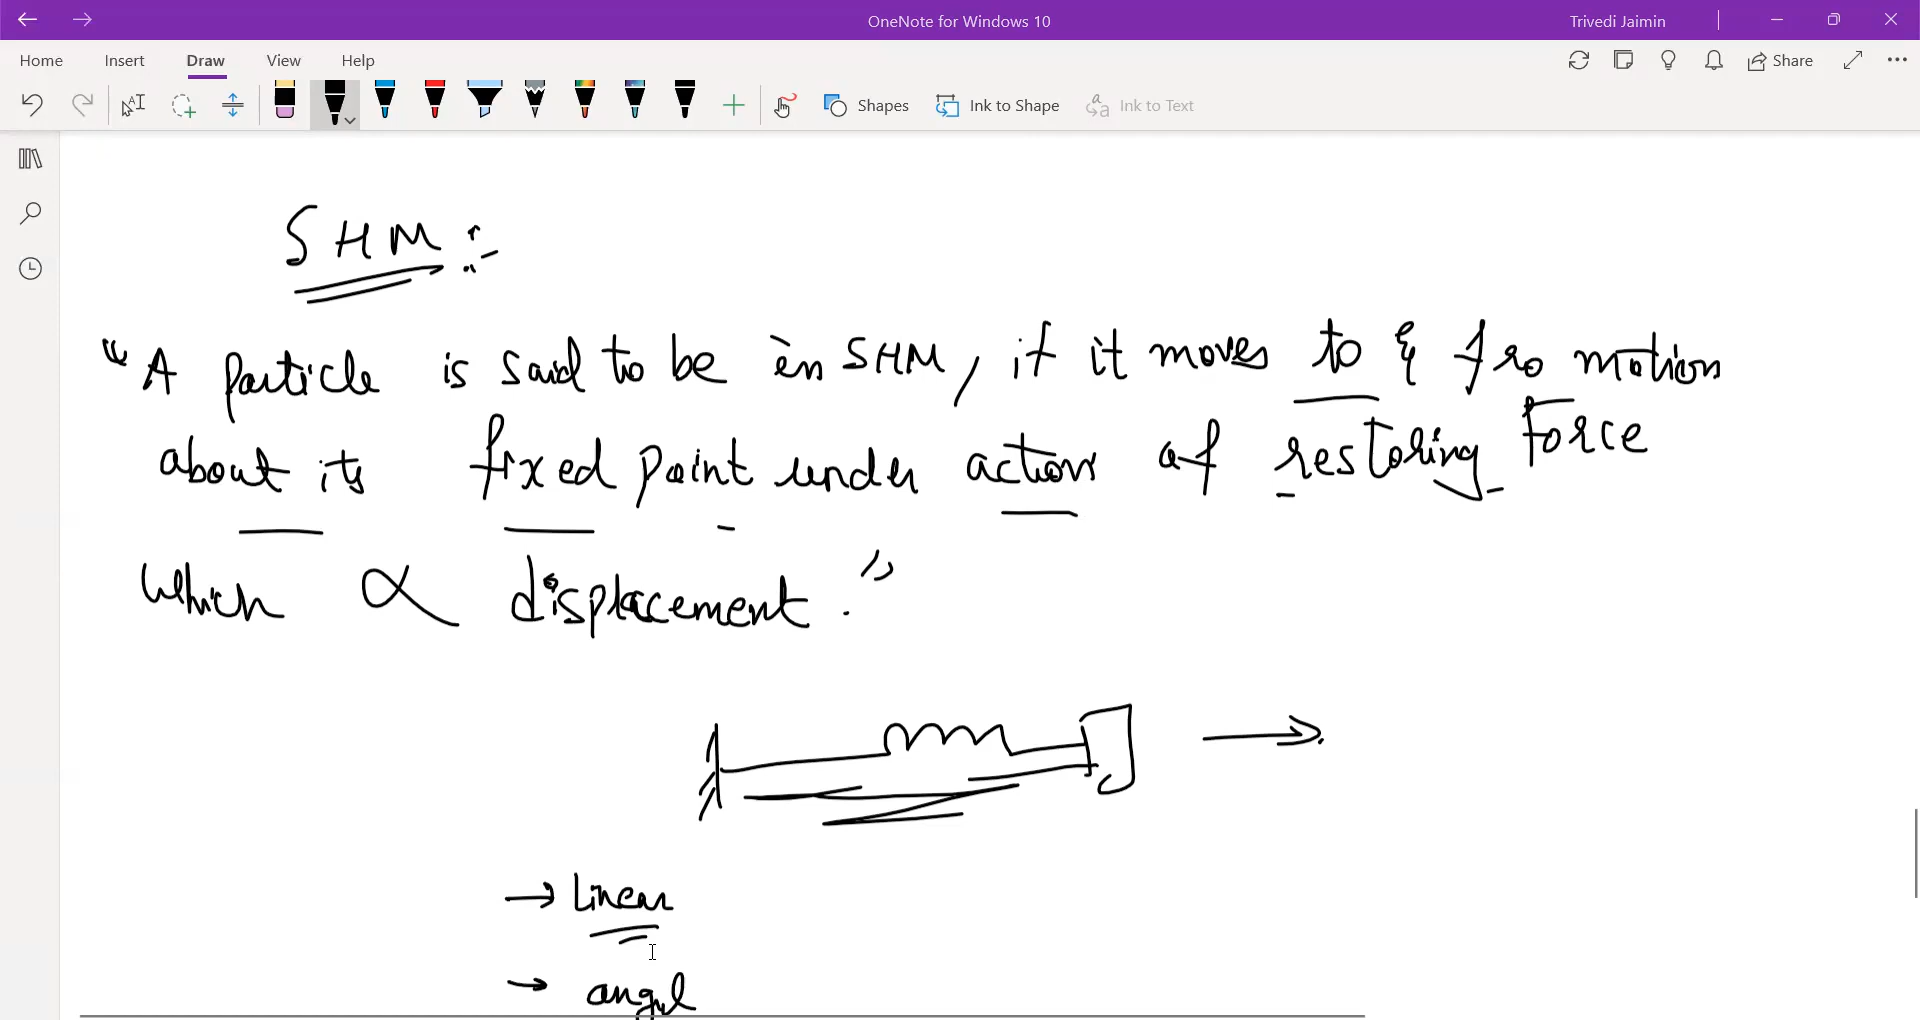 OneNote for Windows 10
Trivedi Jaimin
Home Insert Draw View Help
Share
Shapes Ink to Shape Ink to Text
SHM :-
"A particle is said to be in SHM, if it moves to & fro motion
about its fixed point under action of restoring force
which ∝ displacement."
→ Linear
→ angul